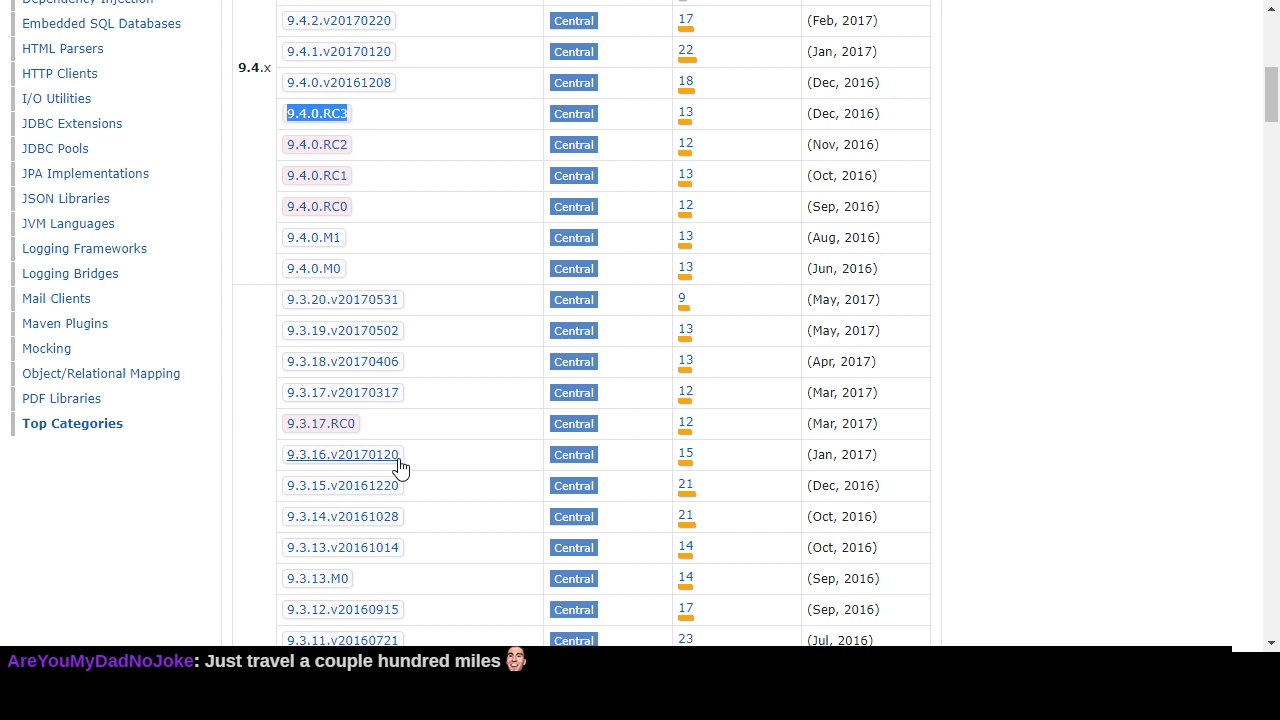 Dependency Injection
Embedded SQL Databases
HTML Parsers
HTTP Clients
I/O Utilities
JDBC Extensions
JDBC Pools
JPA Implementations
JSON Libraries
JVM Languages
Logging Frameworks
Logging Bridges
Mail Clients
Maven Plugins
Mocking
Object/Relational Mapping
PDF Libraries
Top Categories
9.4.x
9.4.2.v20170220 Central 17 (Feb, 2017)
9.4.1.v20170120 Central 22 (Jan, 2017)
9.4.0.v20161208 Central 18 (Dec, 2016)
9.4.0.RC3 Central 13 (Dec, 2016)
9.4.0.RC2 Central 12 (Nov, 2016)
9.4.0.RC1 Central 13 (Oct, 2016)
9.4.0.RC0 Central 12 (Sep, 2016)
9.4.0.M1 Central 13 (Aug, 2016)
9.4.0.M0 Central 13 (Jun, 2016)
9.3.20.v20170531 Central 9 (May, 2017)
9.3.19.v20170502 Central 13 (May, 2017)
9.3.18.v20170406 Central 13 (Apr, 2017)
9.3.17.v20170317 Central 12 (Mar, 2017)
9.3.17.RC0 Central 12 (Mar, 2017)
9.3.16.v20170120 Central 15 (Jan, 2017)
9.3.15.v20161220 Central 21 (Dec, 2016)
9.3.14.v20161028 Central 21 (Oct, 2016)
9.3.13.v20161014 Central 14 (Oct, 2016)
9.3.13.M0 Central 14 (Sep, 2016)
9.3.12.v20160915 Central 17 (Sep, 2016)
9.3.11.v20160721 Central 23 (Jul, 2016)
AreYouMyDadNoJoke: Just travel a couple hundred miles